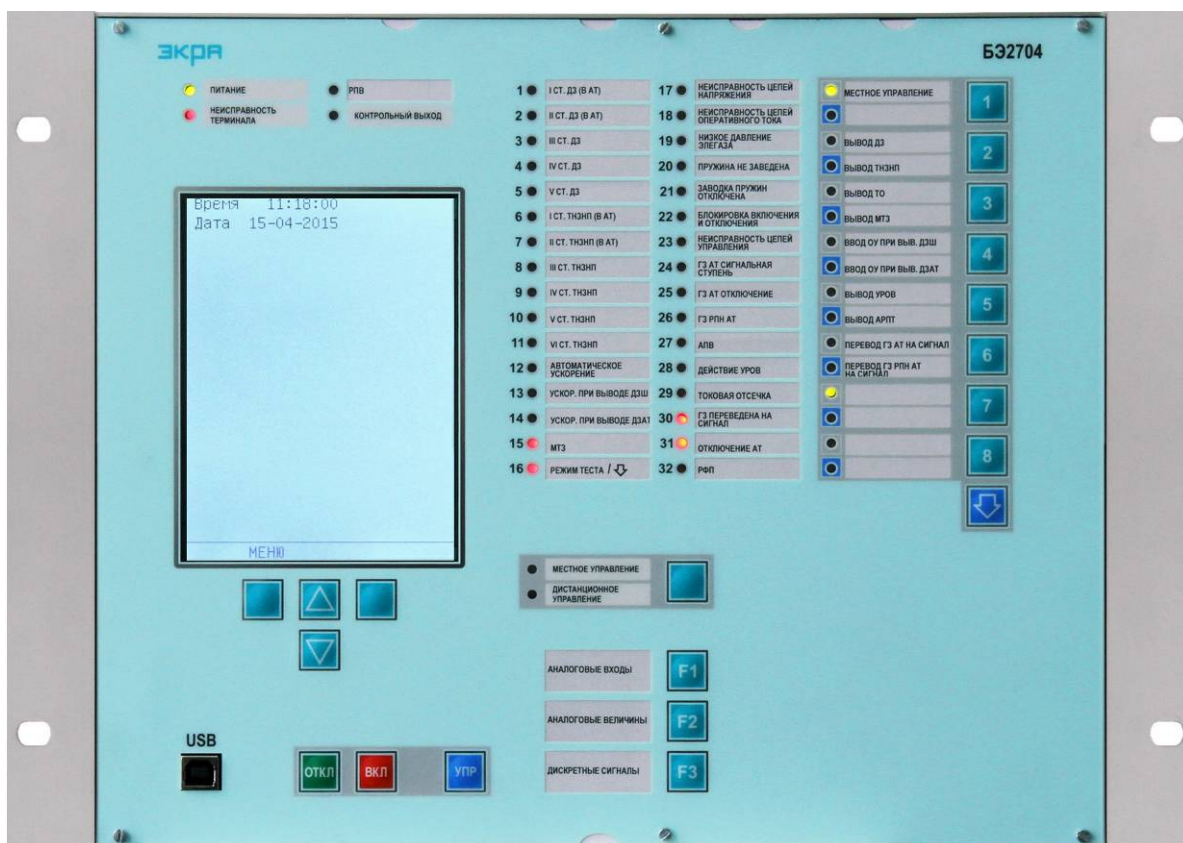 ЭКРА
БЭ2704
ПИТАНИЕ
РПВ
НЕИСПРАВНОСТЬ
ТЕРМИНАЛА
КОНТРОЛЬНЫЙ ВЫХОД
Время 11:18:00
Дата 15-04-2015
МЕНЮ
USB
ОТКЛ
ВКЛ
УПР
1 I СТ. ДЗ (В АТ)
2 II СТ. ДЗ (В АТ)
3 III СТ. ДЗ
4 IV СТ. ДЗ
5 V СТ. ДЗ
6 I СТ. ТНЗНП (В АТ)
7 II СТ. ТНЗНП (В АТ)
8 III СТ. ТНЗНП
9 IV СТ. ТНЗНП
10 V СТ. ТНЗНП
11 VI СТ. ТНЗНП
12 АВТОМАТИЧЕСКОЕ
УСКОРЕНИЕ
13 УСКОР. ПРИ ВЫВОДЕ ДЗШ
14 УСКОР. ПРИ ВЫВОДЕ ДЗАТ
15 МТЗ
16 РЕЖИМ ТЕСТА /
17 НЕИСПРАВНОСТЬ ЦЕПЕЙ
НАПРЯЖЕНИЯ
18 НЕИСПРАВНОСТЬ ЦЕПЕЙ
ОПЕРАТИВНОГО ТОКА
19 НИЗКОЕ ДАВЛЕНИЕ
ЭЛЕГАЗА
20 ПРУЖИНА НЕ ЗАВЕДЕНА
21 ЗАВОДКА ПРУЖИН
ОТКЛЮЧЕНА
22 БЛОКИРОВКА ВКЛЮЧЕНИЯ
И ОТКЛЮЧЕНИЯ
23 НЕИСПРАВНОСТЬ ЦЕПЕЙ
УПРАВЛЕНИЯ
24 ГЗ АТ СИГНАЛЬНАЯ
СТУПЕНЬ
25 ГЗ АТ ОТКЛЮЧЕНИЕ
26 ГЗ РПН АТ
27 АПВ
28 ДЕЙСТВИЕ УРОВ
29 ТОКОВАЯ ОТСЕЧКА
30 ГЗ ПЕРЕВЕДЕНА НА
СИГНАЛ
31 ОТКЛЮЧЕНИЕ АТ
32 РФП
МЕСТНОЕ УПРАВЛЕНИЕ
1
ВЫВОД ДЗ
2
ВЫВОД ТНЗНП
ВЫВОД ТО
3
ВЫВОД МТЗ
ВВОД ОУ ПРИ ВЫВ. ДЗШ
4
ВВОД ОУ ПРИ ВЫВ. ДЗАТ
ВЫВОД УРОВ
5
ВЫВОД АРПТ
ПЕРЕВОД ГЗ АТ НА СИГНАЛ
6
ПЕРЕВОД ГЗ РПН АТ
НА СИГНАЛ
7
8
МЕСТНОЕ УПРАВЛЕНИЕ
ДИСТАНЦИОННОЕ
УПРАВЛЕНИЕ
АНАЛОГОВЫЕ ВХОДЫ
F1
АНАЛОГОВЫЕ ВЕЛИЧИНЫ
F2
ДИСКРЕТНЫЕ СИГНАЛЫ
F3